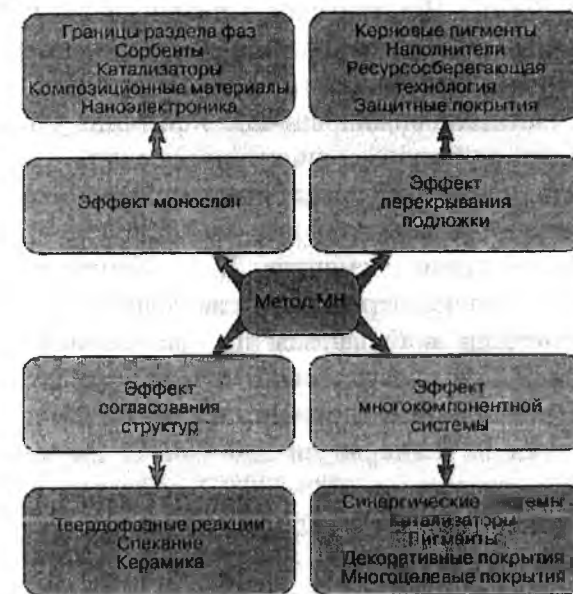 Границы раздела фаз
Сорбенты
Катализаторы
Композиционные материалы
Наноэлектроника
Керновые пигменты
Наполнители
Ресурсосберегающая
технология
Защитные покрытия
Эффект монослоя
Эффект
перекрывания
подложки
Метод МН
Эффект
согласования
структур
Эффект
многокомпонентной
системы
Твердофазные реакции
Спекание
Керамика
Синергические системы
Катализаторы
Пигменты
Декоративные покрытия
Многоцелевые покрытия